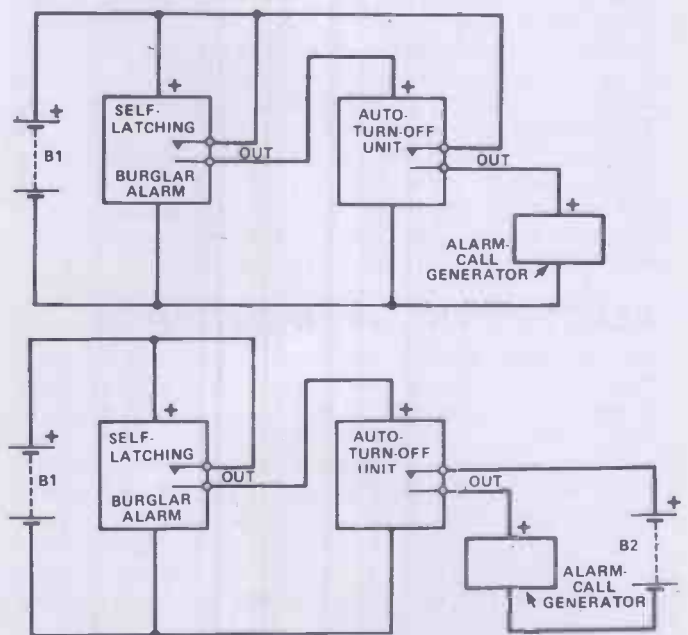 +
+
+
B1
SELF-
LATCHING
BURGLAR
ALARM
OUT
AUTO-
TURN-OFF
UNIT
OUT
+
ALARM-
CALL
GENERATOR
+
+
+
B1
SELF-
LATCHING
BURGLAR
ALARM
OUT
AUTO-
TURN-OFF
UNIT
OUT
+
+
B2
ALARM-
CALL
GENERATOR